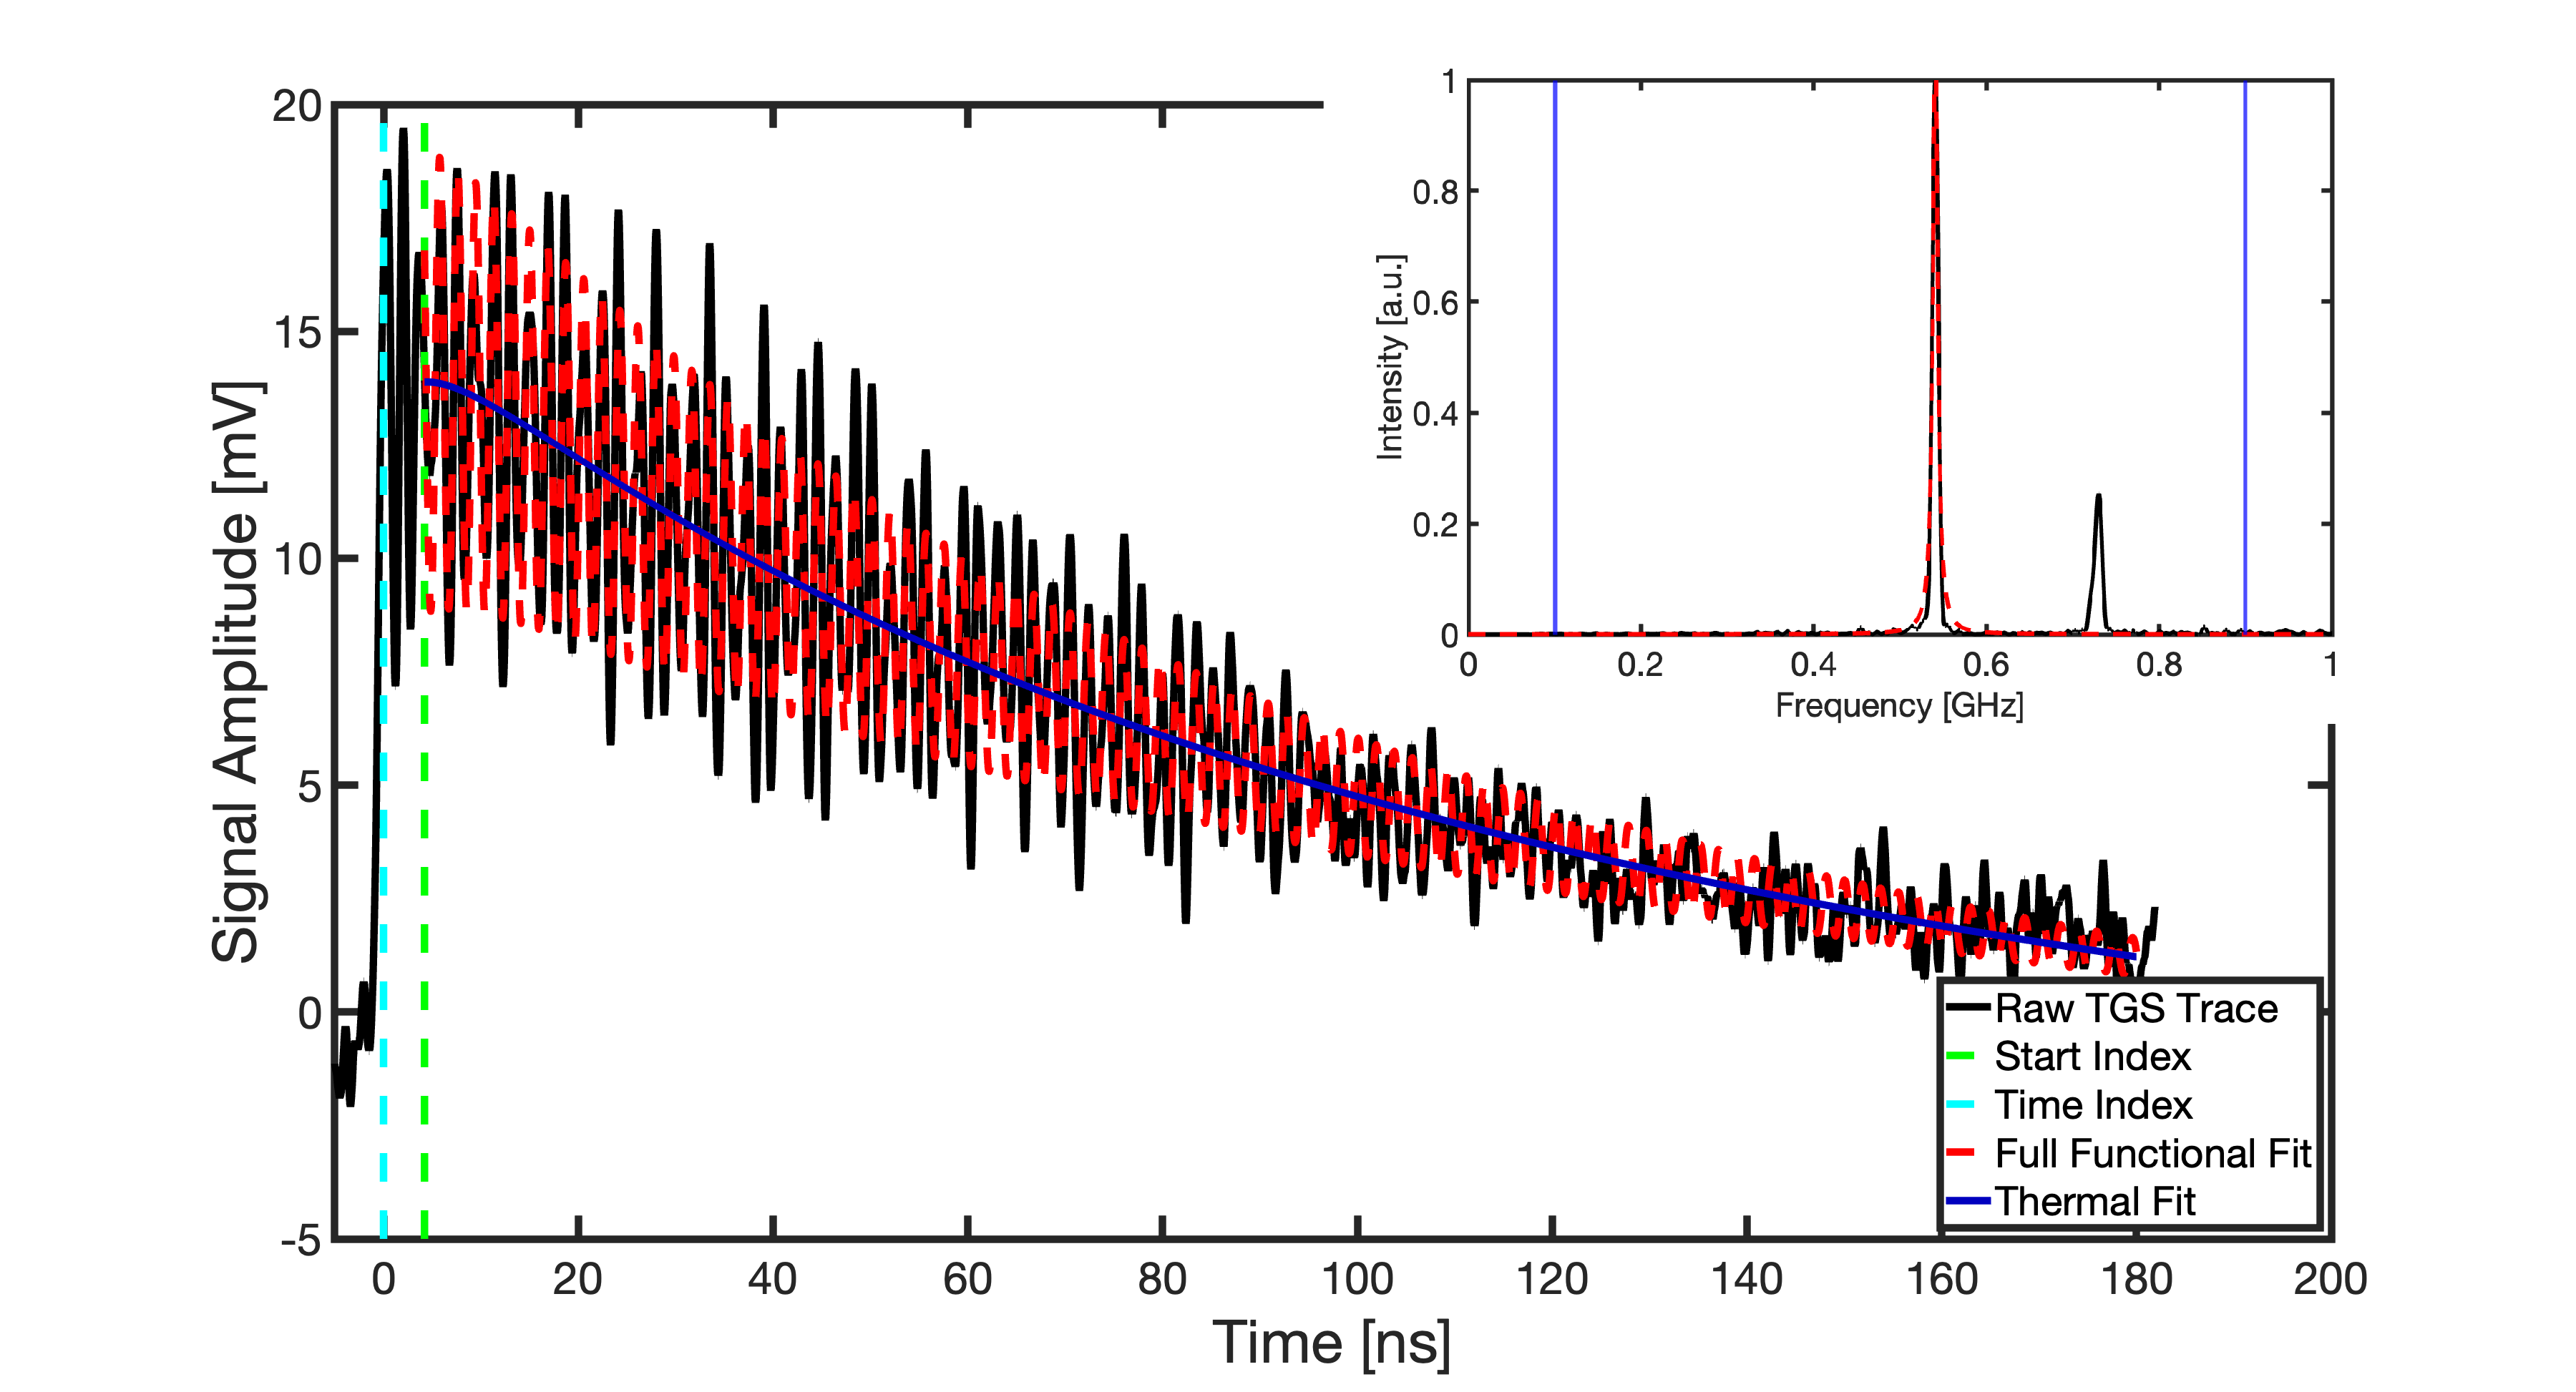 20
15
10
5
0
-5
Signal Amplitude [mV]
0 20 40 60 80 100 120 140 160 180 200
Time [ns]
1
0.8
0.6
0.4
0.2
0
Intensity [a.u.]
0 0.2 0.4 0.6 0.8 1
Frequency [GHz]
Raw TGS Trace
Start Index
Time Index
Full Functional Fit
Thermal Fit